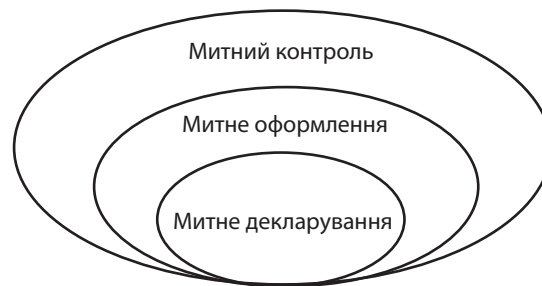 Митний контроль
Митне оформлення
Митне декларування